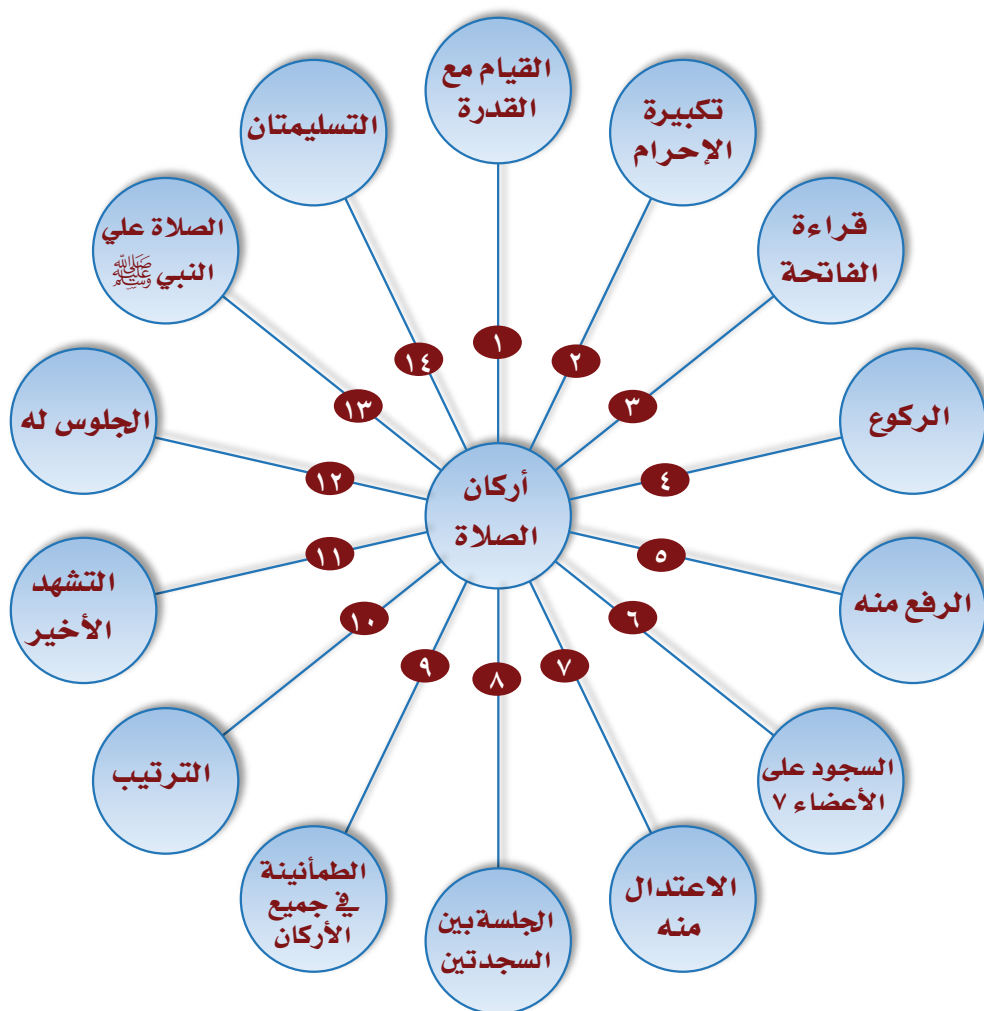 أركان
الصلاة
١
القيام مع
القدرة
٢
تكبيرة
الإحرام
٣
قراءة
الفاتحة
٤
الركوع
٥
الرفع منه
٦
السجود على
الأعضاء ٧
٧
الاعتدال
منه
٨
الجلسة بين
السجدتين
٩
الطمأنينة
في جميع
الأركان
١٠
الترتيب
١١
التشهد
الأخير
١٢
الجلوس له
١٣
الصلاة علي
النبي ﷺ
١٤
التسليمتان